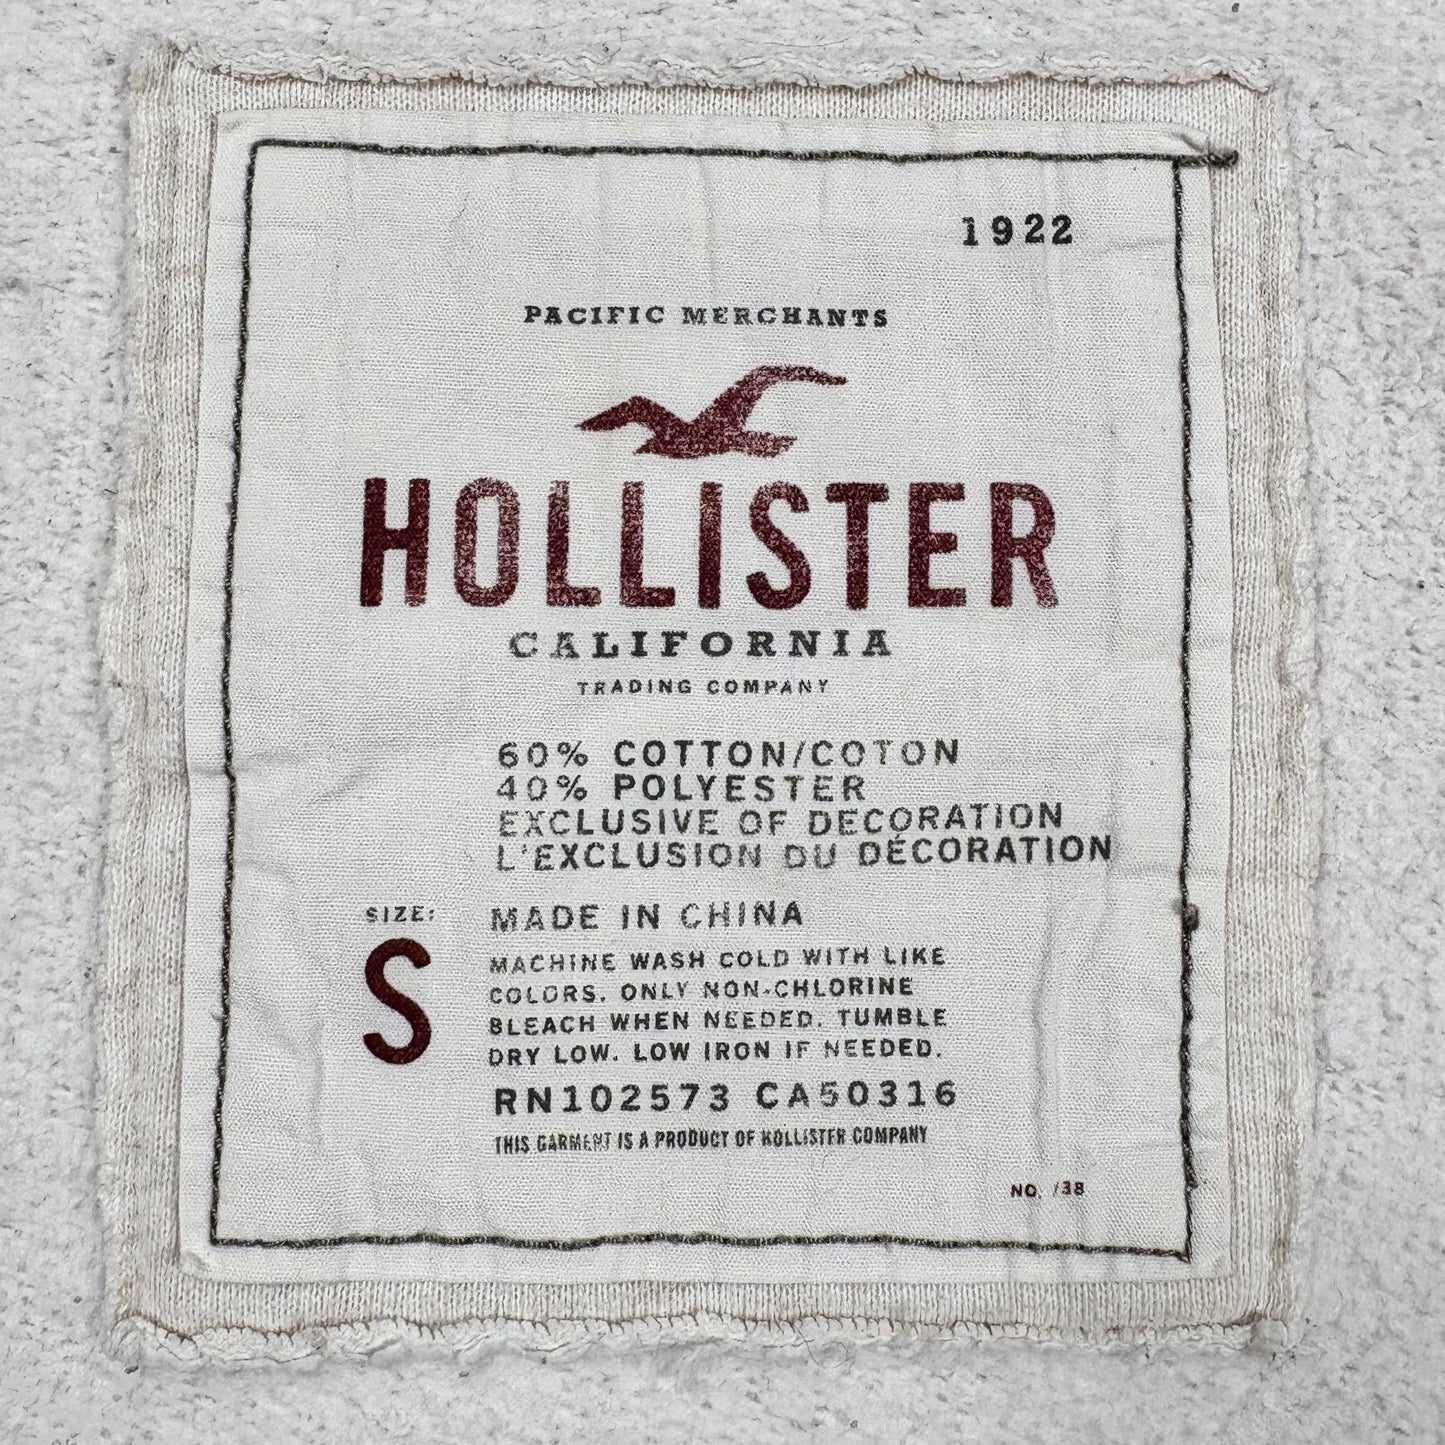 1922
PACIFIC MERCHANTS
HOLLISTER
CALIFORNIA
TRADING COMPANY
60% COTTON/COTON
40% POLYESTER
EXCLUSIVE OF DECORATION
L'EXCLUSION DU DÉCORATION
SIZE:
S
MADE IN CHINA
MACHINE WASH COLD WITH LIKE
COLORS. ONLY NON-CHLORINE
BLEACH WHEN NEEDED. TUMBLE
DRY LOW. LOW IRON IF NEEDED.
RN102573 CA50316
THIS GARMENT IS A PRODUCT OF HOLLISTER COMPANY
NO. /38